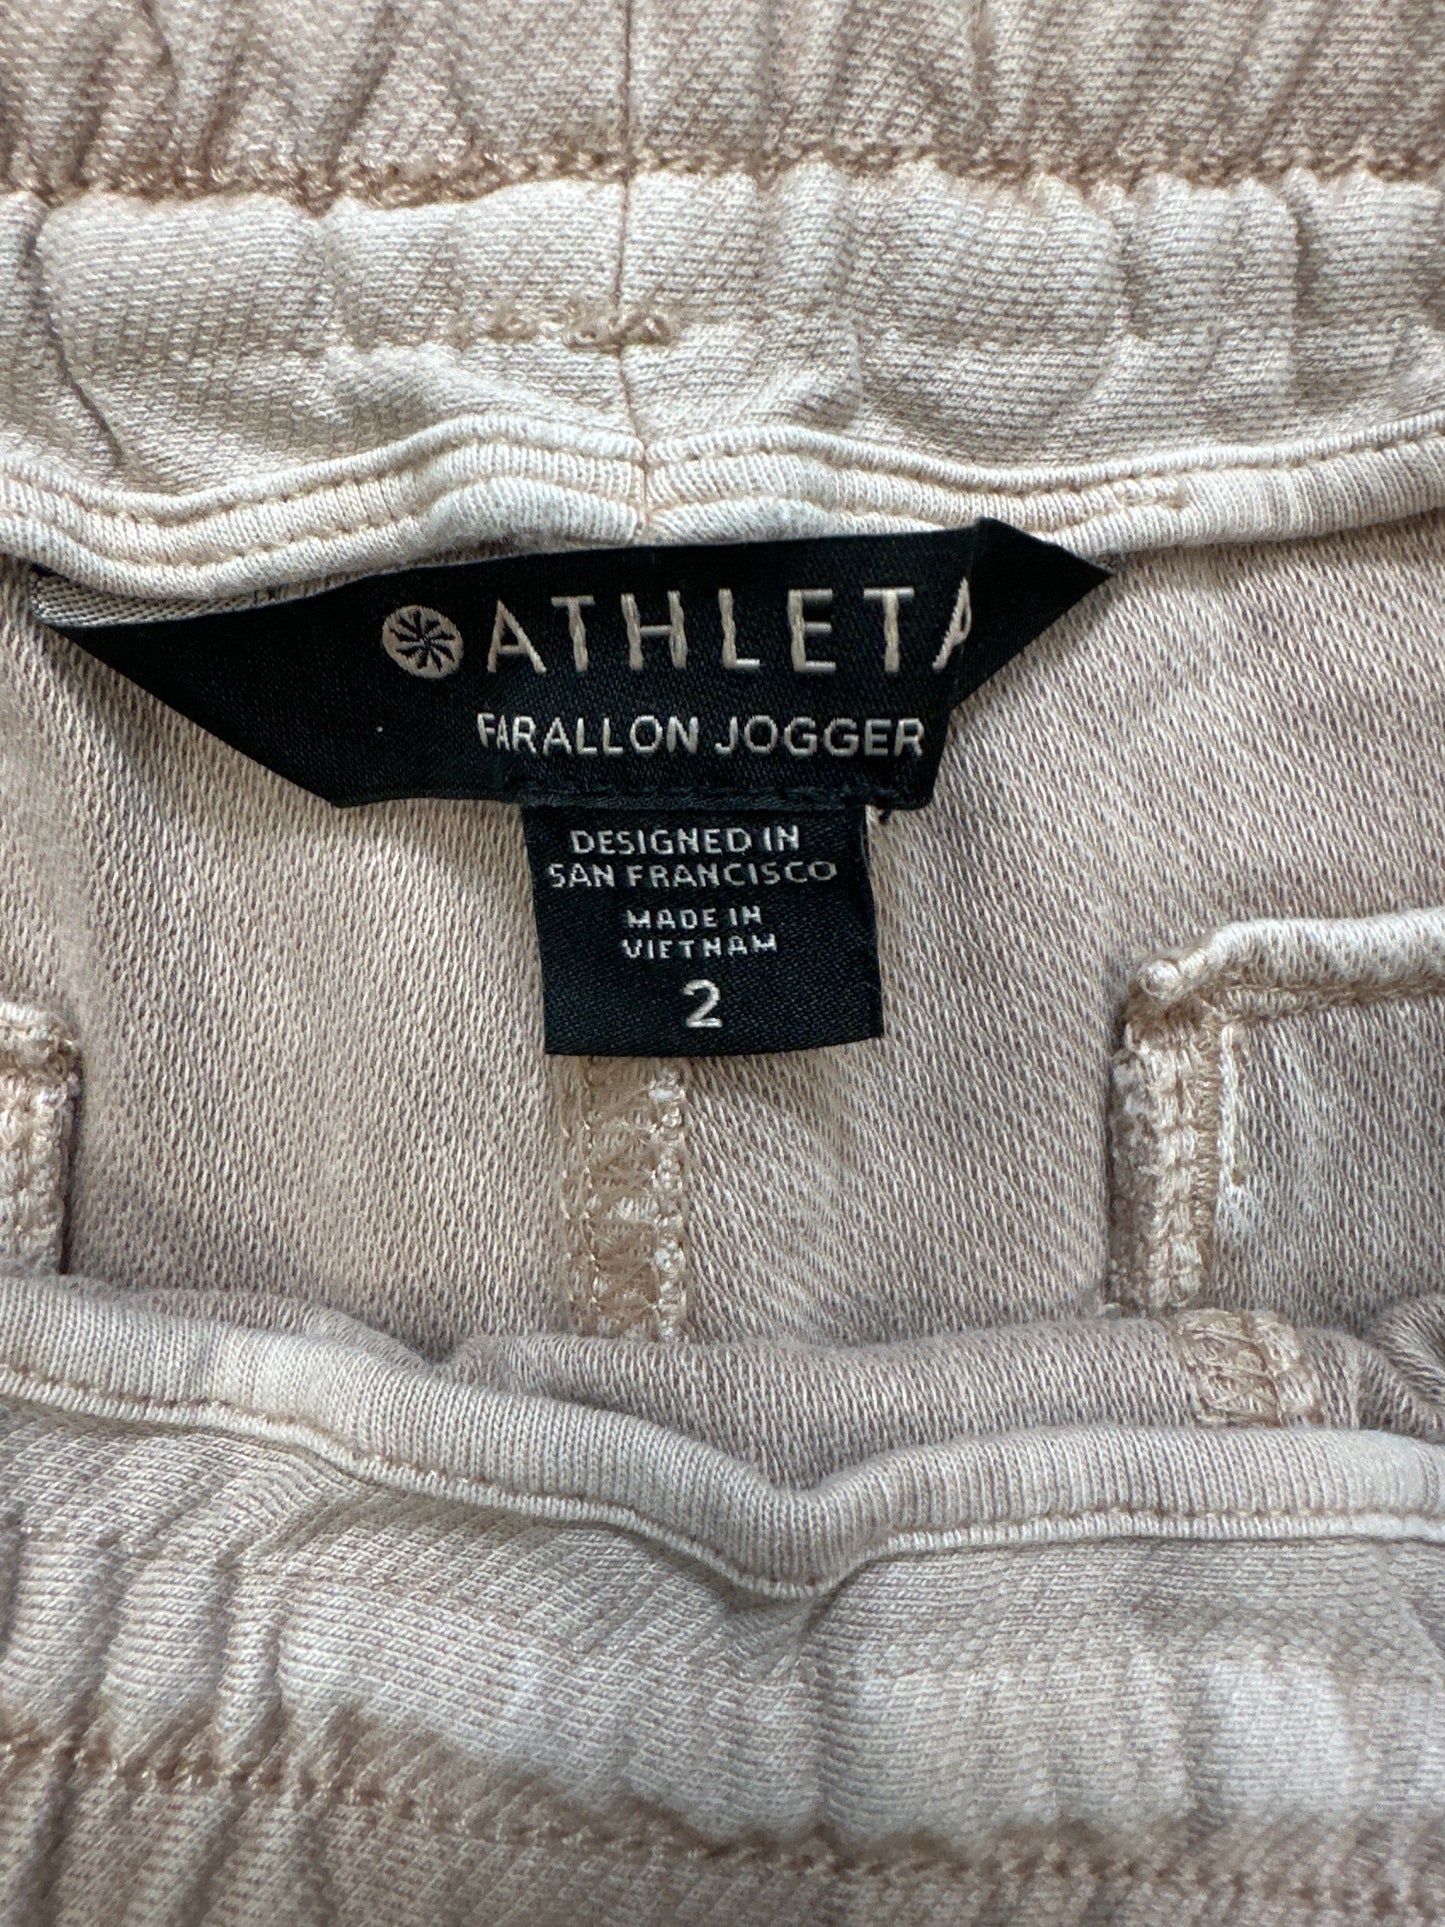 ATHLETA
FARALLON JOGGER
DESIGNED IN
SAN FRANCISCO
MADE IN
VIETNAM
2